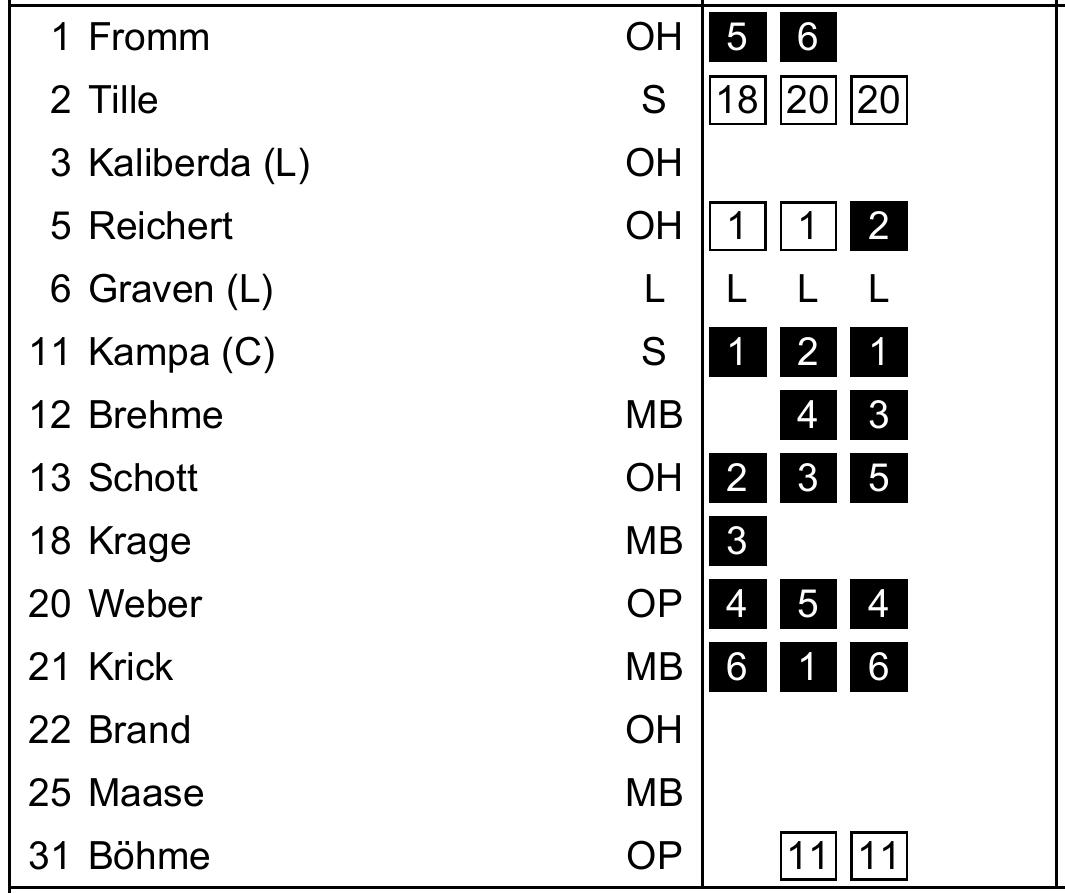 1 Fromm OH 5 6
2 Tille S 18 20 20
3 Kaliberda (L) OH
5 Reichert OH 1 1 2
6 Graven (L) L L L L
11 Kampa (C) S 1 2 1
12 Brehme MB 4 3
13 Schott OH 2 3 5
18 Krage MB 3
20 Weber OP 4 5 4
21 Krick MB 6 1 6
22 Brand OH
25 Maase MB
31 Böhme OP 11 11